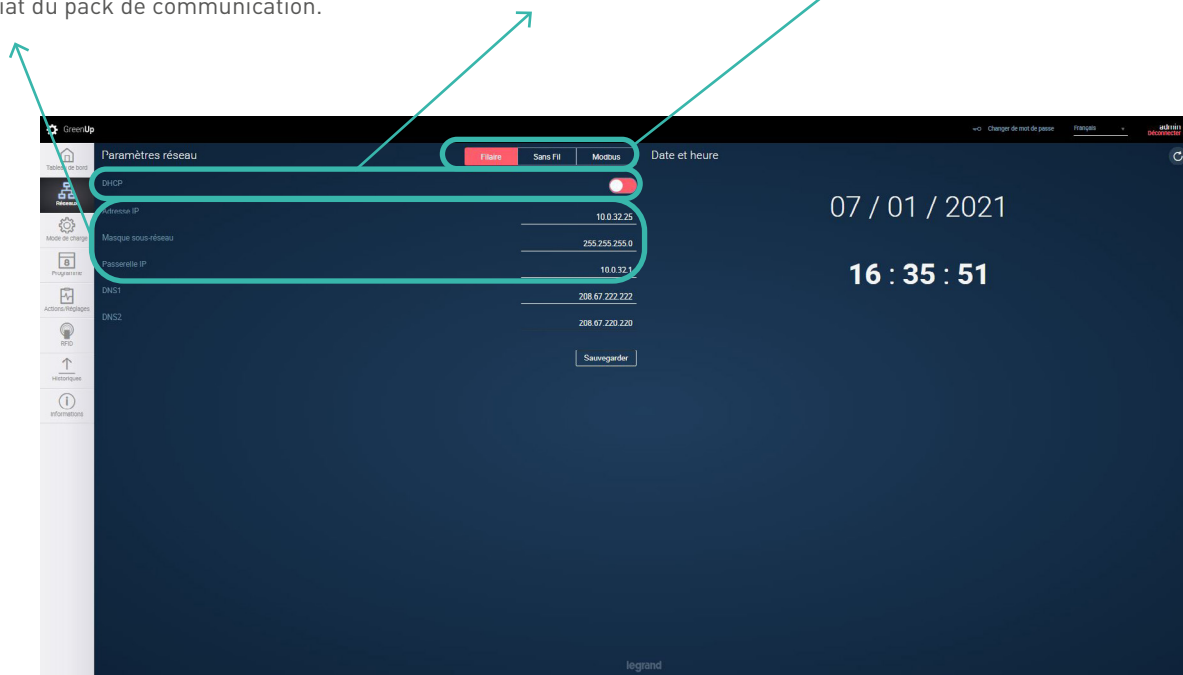 iat du pack de communication.
GreenUp
Changer de mot de passe
Français
admin
Déconnecter
Tableau de bord
Réseaux
Mode de charge
Programme
Actions/Réglages
RFID
Historiques
Informations
Paramètres réseau
Filaire
Sans Fil
Modbus
DHCP
Adresse IP
10.0.32.25
Masque sous-réseau
255.255.255.0
Passerelle IP
10.0.32.1
DNS1
208.67.222.222
DNS2
208.67.220.220
Sauvegarder
Date et heure
07 / 01 / 2021
16 : 35 : 51
legrand